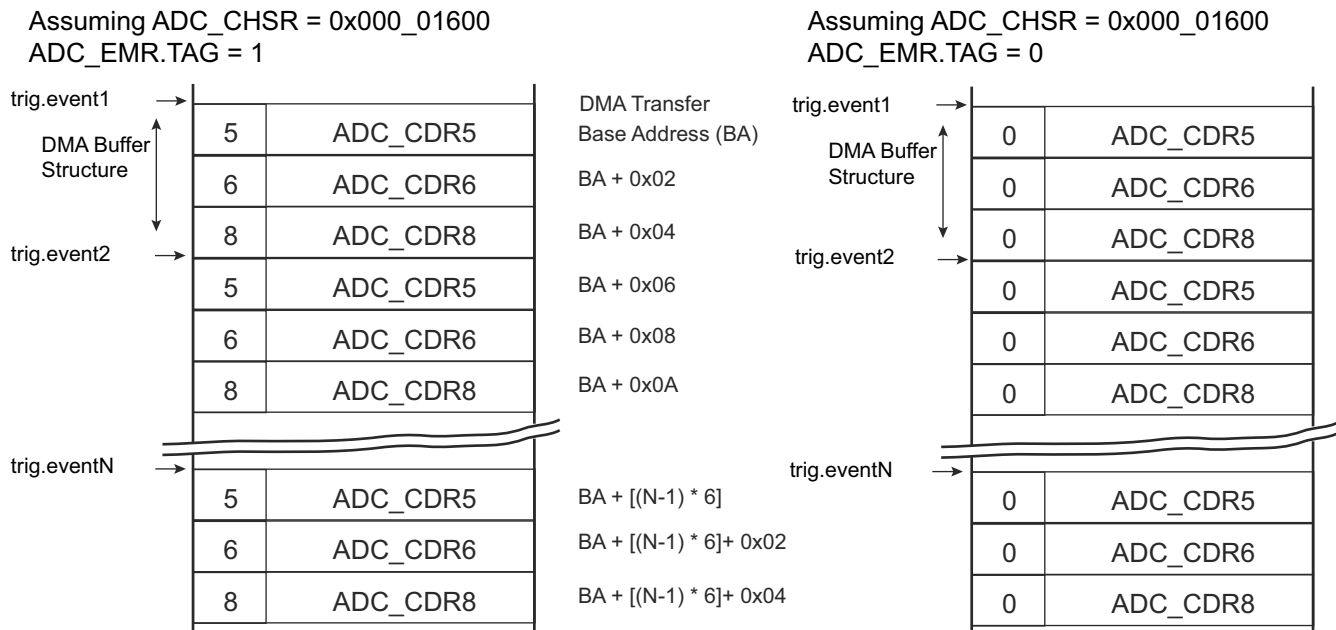 Assuming ADC_CHSR = 0x000_01600
ADC_EMR.TAG = 1
trig.event1
DMA Buffer
Structure
5 ADC_CDR5
6 ADC_CDR6
8 ADC_CDR8
trig.event2
5 ADC_CDR5
6 ADC_CDR6
8 ADC_CDR8
trig.eventN
5 ADC_CDR5
6 ADC_CDR6
8 ADC_CDR8
DMA Transfer
Base Address (BA)
BA + 0x02
BA + 0x04
BA + 0x06
BA + 0x08
BA + 0x0A
BA + [(N-1) * 6]
BA + [(N-1) * 6]+ 0x02
BA + [(N-1) * 6]+ 0x04
Assuming ADC_CHSR = 0x000_01600
ADC_EMR.TAG = 0
trig.event1
DMA Buffer
Structure
0 ADC_CDR5
0 ADC_CDR6
0 ADC_CDR8
trig.event2
0 ADC_CDR5
0 ADC_CDR6
0 ADC_CDR8
trig.eventN
0 ADC_CDR5
0 ADC_CDR6
0 ADC_CDR8